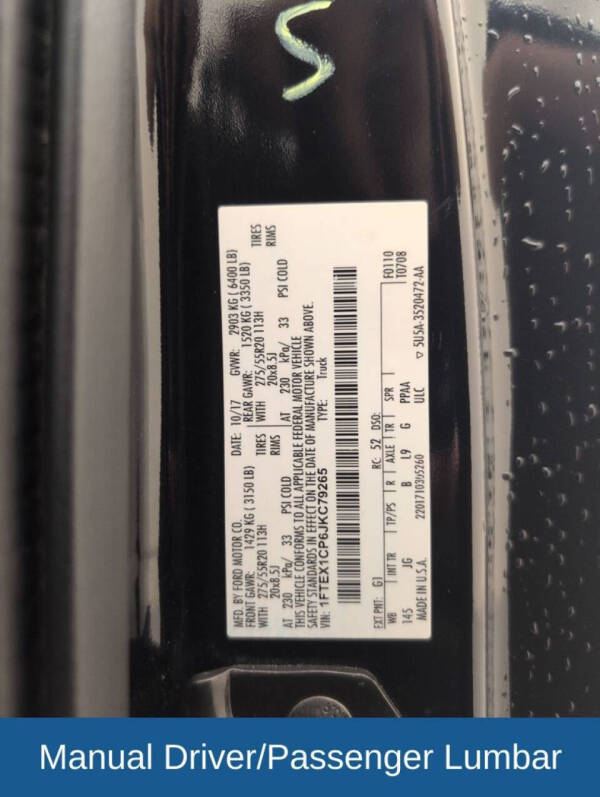 S
MFD. BY FORD MOTOR CO. DATE: 10/17 GVWR: 2903 KG ( 6400 LB)
FRONT GAWR: 1429 KG ( 3150 LB) REAR GAWR: 1520 KG ( 3350 LB)
WITH 275/55R20 113H TIRES WITH 275/55R20 113H TIRES
20x8.5J RIMS 20x8.5J RIMS
AT 230 kPa/ 33 PSI COLD AT 230 kPa/ 33 PSI COLD
THIS VEHICLE CONFORMS TO ALL APPLICABLE FEDERAL MOTOR VEHICLE
SAFETY STANDARDS IN EFFECT ON THE DATE OF MANUFACTURE SHOWN ABOVE.
VIN: 1FTEX1CP6JKC79265 TYPE: Truck
EXT PNT: G1 RC: 52 DSO: F0110
WB INT TR TP/PS R AXLE TR SPR T0708
145 JG B L9 G PPAA
2201710305260 ULC
MADE IN U.S.A. ▽ 5U5A-3520472-AA
Manual Driver/Passenger Lumbar